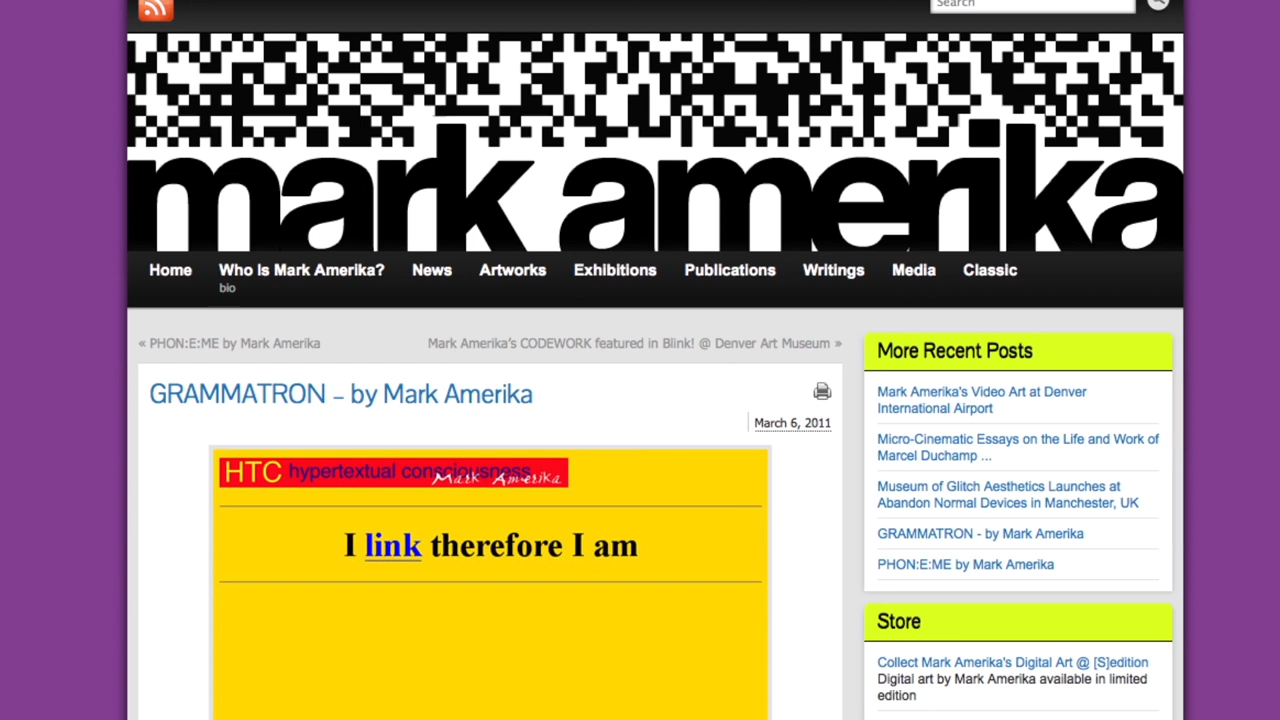 Search
mark amerika
Home Who is Mark Amerika? News Artworks Exhibitions Publications Writings Media Classic
bio
« PHON:E:ME by Mark Amerika Mark Amerika's CODEWORK featured in Blink! @ Denver Art Museum »
GRAMMATRON – by Mark Amerika
March 6, 2011
HTC hypertextual consciousness
Mark Amerika
I link therefore I am
More Recent Posts
Mark Amerika's Video Art at Denver
International Airport
Micro-Cinematic Essays on the Life and Work of
Marcel Duchamp ...
Museum of Glitch Aesthetics Launches at
Abandon Normal Devices in Manchester, UK
GRAMMATRON - by Mark Amerika
PHON:E:ME by Mark Amerika
Store
Collect Mark Amerika's Digital Art @ [S]edition
Digital art by Mark Amerika available in limited
edition